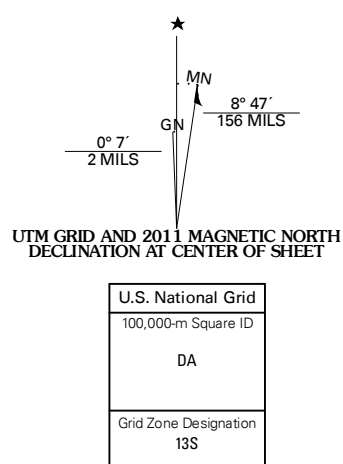 MN
GN
8° 47´
156 MILS
0° 7´
2 MILS
UTM GRID AND 2011 MAGNETIC NORTH
DECLINATION AT CENTER OF SHEET
U.S. National Grid
100,000-m Square ID
DA
Grid Zone Designation
13S